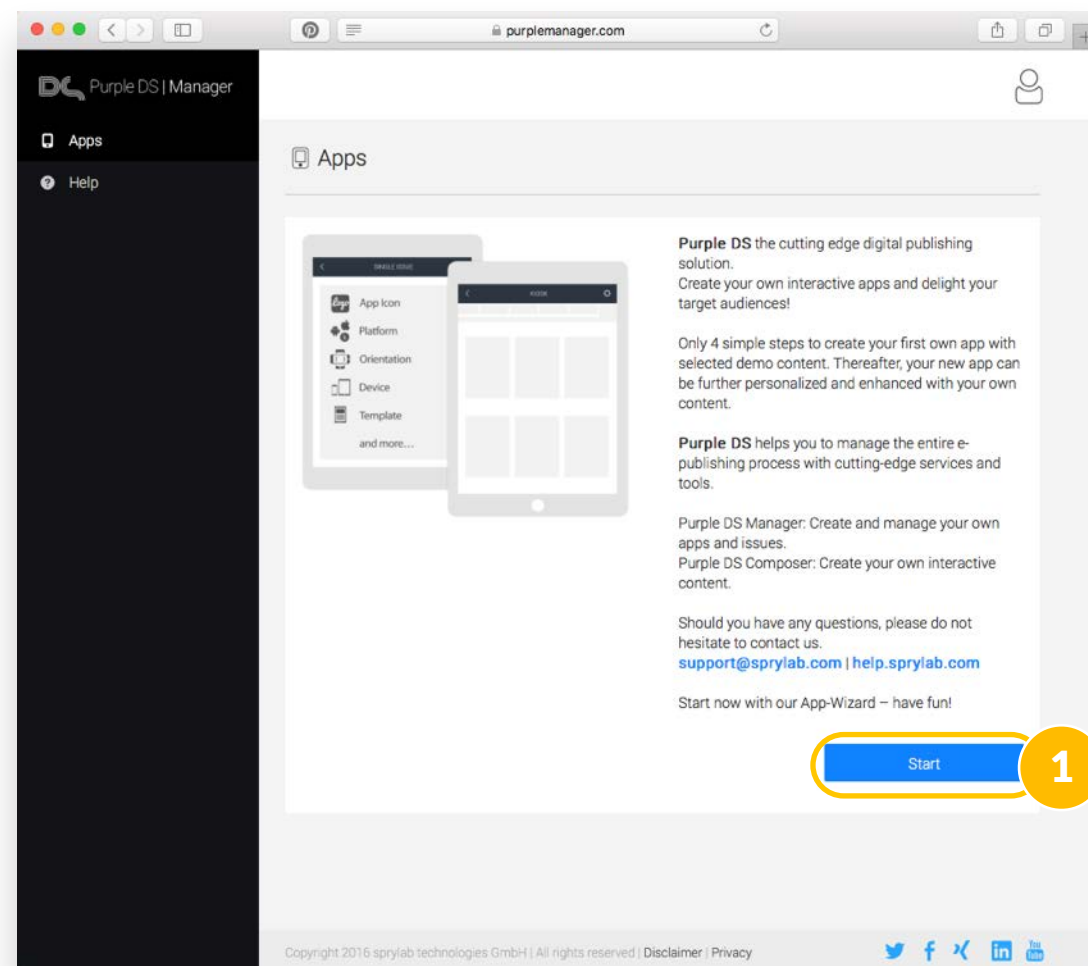 purplemanager.com
Purple DS | Manager
Apps
Help
Apps
SINGLE ISSUE
App Icon
Platform
Orientation
Device
Template
and more...
KIOSK
Purple DS the cutting edge digital publishing
solution.
Create your own interactive apps and delight your
target audiences!
Only 4 simple steps to create your first own app with
selected demo content. Thereafter, your new app can
be further personalized and enhanced with your own
content.
Purple DS helps you to manage the entire e-
publishing process with cutting-edge services and
tools.
Purple DS Manager: Create and manage your own
apps and issues.
Purple DS Composer: Create your own interactive
content.
Should you have any questions, please do not
hesitate to contact us.
support@sprylab.com | help.sprylab.com
Start now with our App-Wizard – have fun!
Start
1
Copyright 2016 sprylab technologies GmbH | All rights reserved | Disclaimer | Privacy
You
Tube